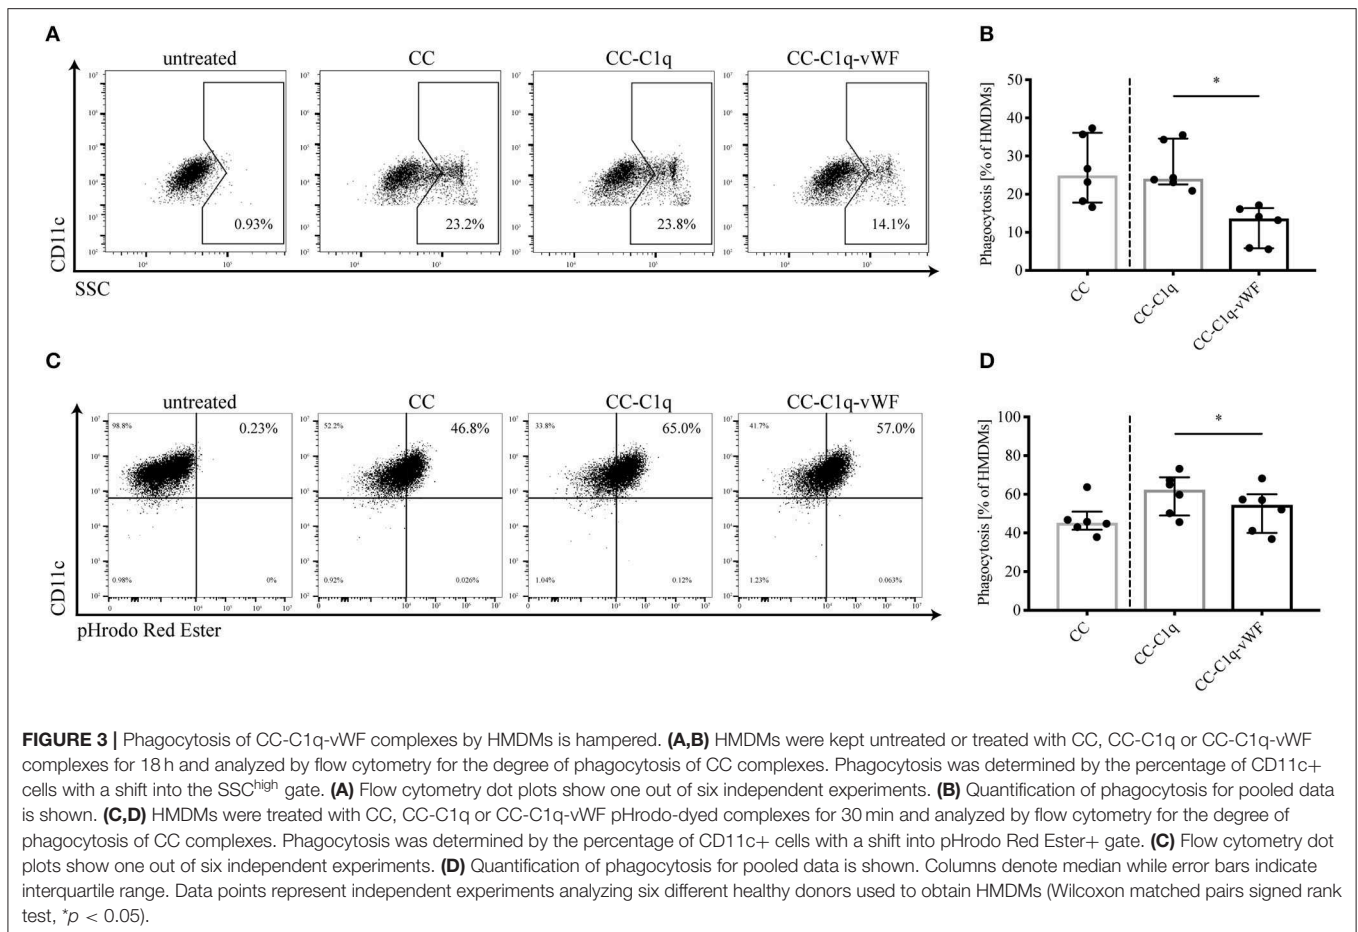 A
untreated
CC
CC-C1q
CC-C1q-vWF
0.93%
23.2%
23.8%
14.1%
CD11c
SSC
B
Phagocytosis [% of HMDMs]
50
40
30
20
10
0
*
CC
CC-C1q
CC-C1q-vWF
C
untreated
CC
CC-C1q
CC-C1q-vWF
98.8%
0.23%
52.2%
46.8%
33.8%
65.0%
41.7%
57.0%
0.98%
0%
0.92%
0.026%
1.04%
0.12%
1.23%
0.063%
CD11c
pHrodo Red Ester
D
Phagocytosis [% of HMDMs]
100
80
60
40
20
0
*
CC
CC-C1q
CC-C1q-vWF
FIGURE 3 | Phagocytosis of CC-C1q-vWF complexes by HMDMs is hampered. (A,B) HMDMs were kept untreated or treated with CC, CC-C1q or CC-C1q-vWF
complexes for 18 h and analyzed by flow cytometry for the degree of phagocytosis of CC complexes. Phagocytosis was determined by the percentage of CD11c+
cells with a shift into the SSChigh gate. (A) Flow cytometry dot plots show one out of six independent experiments. (B) Quantification of phagocytosis for pooled data
is shown. (C,D) HMDMs were treated with CC, CC-C1q or CC-C1q-vWF pHrodo-dyed complexes for 30 min and analyzed by flow cytometry for the degree of
phagocytosis of CC complexes. Phagocytosis was determined by the percentage of CD11c+ cells with a shift into pHrodo Red Ester+ gate. (C) Flow cytometry dot
plots show one out of six independent experiments. (D) Quantification of phagocytosis for pooled data is shown. Columns denote median while error bars indicate
interquartile range. Data points represent independent experiments analyzing six different healthy donors used to obtain HMDMs (Wilcoxon matched pairs signed rank
test, *p < 0.05).